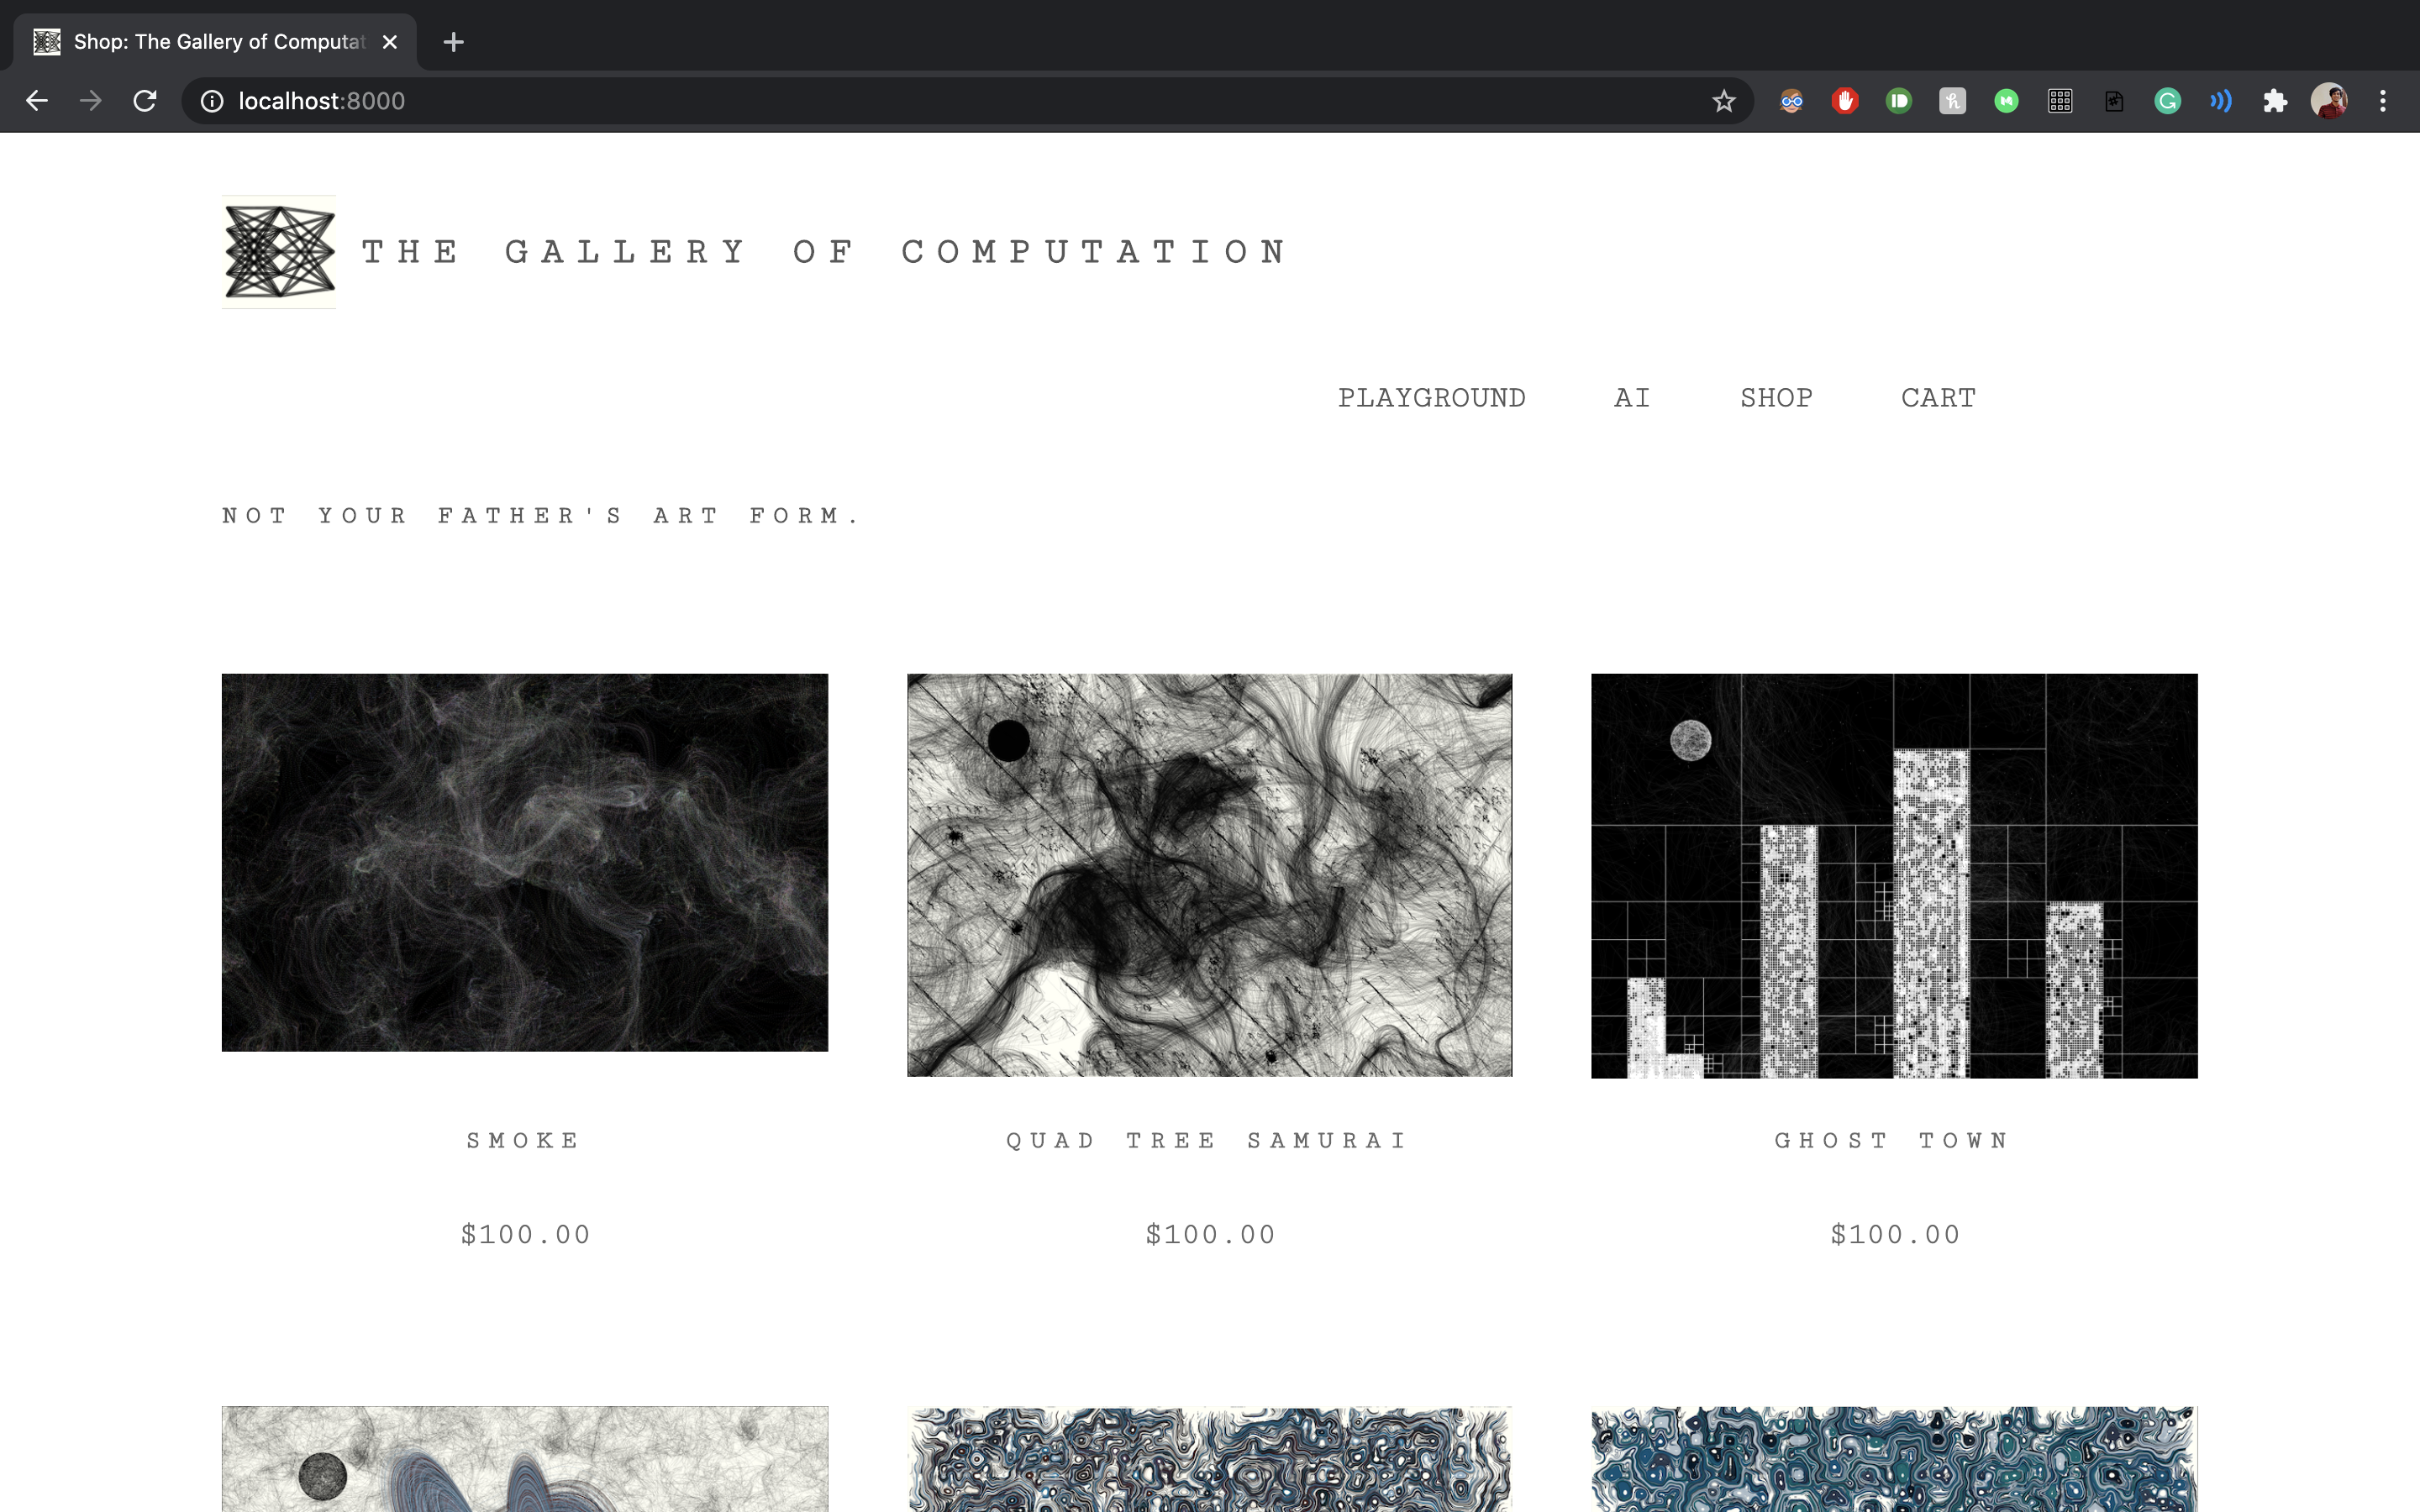 Shop: The Gallery of Computat
localhost:8000
THE GALLERY OF COMPUTATION
PLAYGROUND AI SHOP CART
NOT YOUR FATHER'S ART FORM.
SMOKE
QUAD TREE SAMURAI
GHOST TOWN
$100.00
$100.00
$100.00